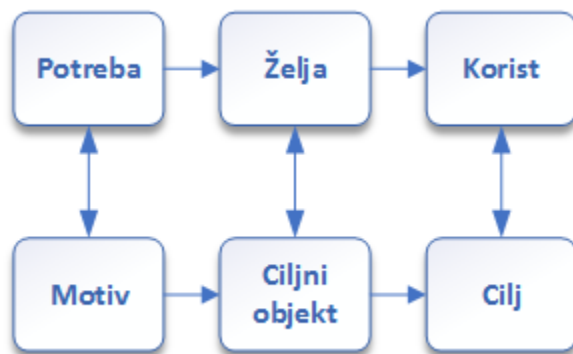 Potreba
Želja
Korist
Motiv
Ciljni
objekt
Cilj